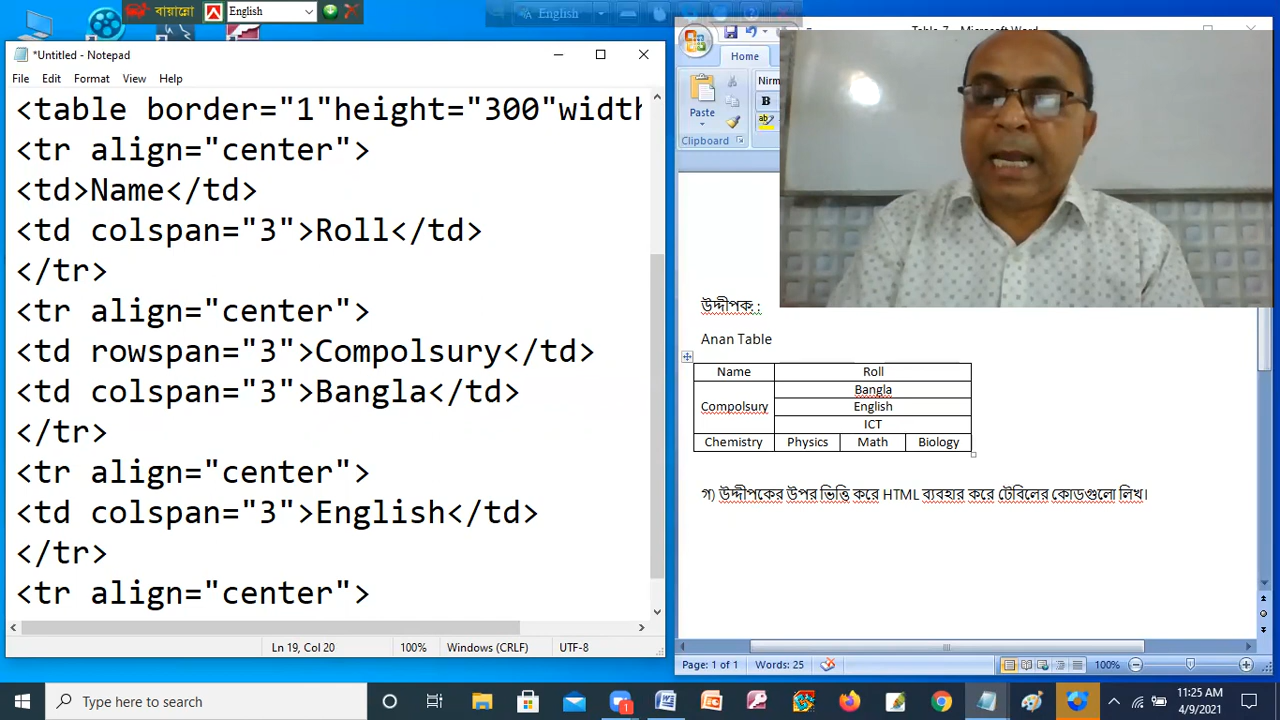 বায়ান্নো
English
English
*Untitled - Notepad
File Edit Format View Help
<table border="1"height="300"width
<tr align="center">
<td>Name</td>
<td colspan="3">Roll</td>
</tr>
<tr align="center">
<td rowspan="3">Compolsury</td>
<td colspan="3">Bangla</td>
</tr>
<tr align="center">
<td colspan="3">English</td>
</tr>
<tr align="center">
Ln 19, Col 20 100% Windows (CRLF) UTF-8
Home
Paste
B
Clipboard
উদ্দীপক :
Anan Table
Name Roll
Compolsury Bangla
English
ICT
Chemistry Physics Math Biology
গ) উদ্দীপকের উপর ভিত্তি করে HTML ব্যবহার করে টেবিলের কোডগুলো লিখ।
Page: 1 of 1 Words: 25 100%
Type here to search
1
11:25 AM
4/9/2021